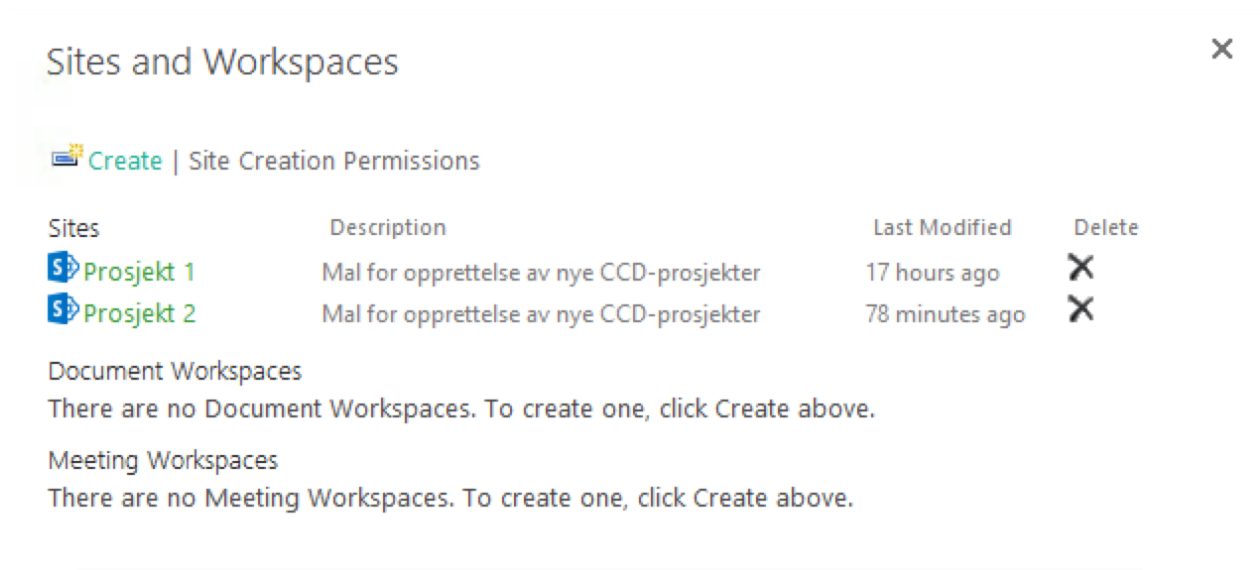 Sites and Workspaces
Create | Site Creation Permissions
Sites Description Last Modified Delete
Prosjekt 1 Mal for opprettelse av nye CCD-prosjekter 17 hours ago
Prosjekt 2 Mal for opprettelse av nye CCD-prosjekter 78 minutes ago
Document Workspaces
There are no Document Workspaces. To create one, click Create above.
Meeting Workspaces
There are no Meeting Workspaces. To create one, click Create above.